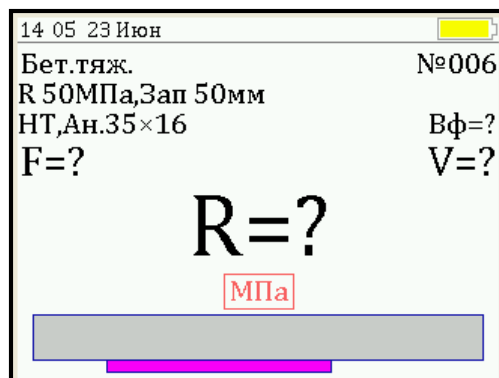 14 05 23 Июн
Бет.тяж. №006
R 50МПа,Зап 50мм
НТ,Ан.35×16 Вф=?
F=? V=?
R=?
МПа